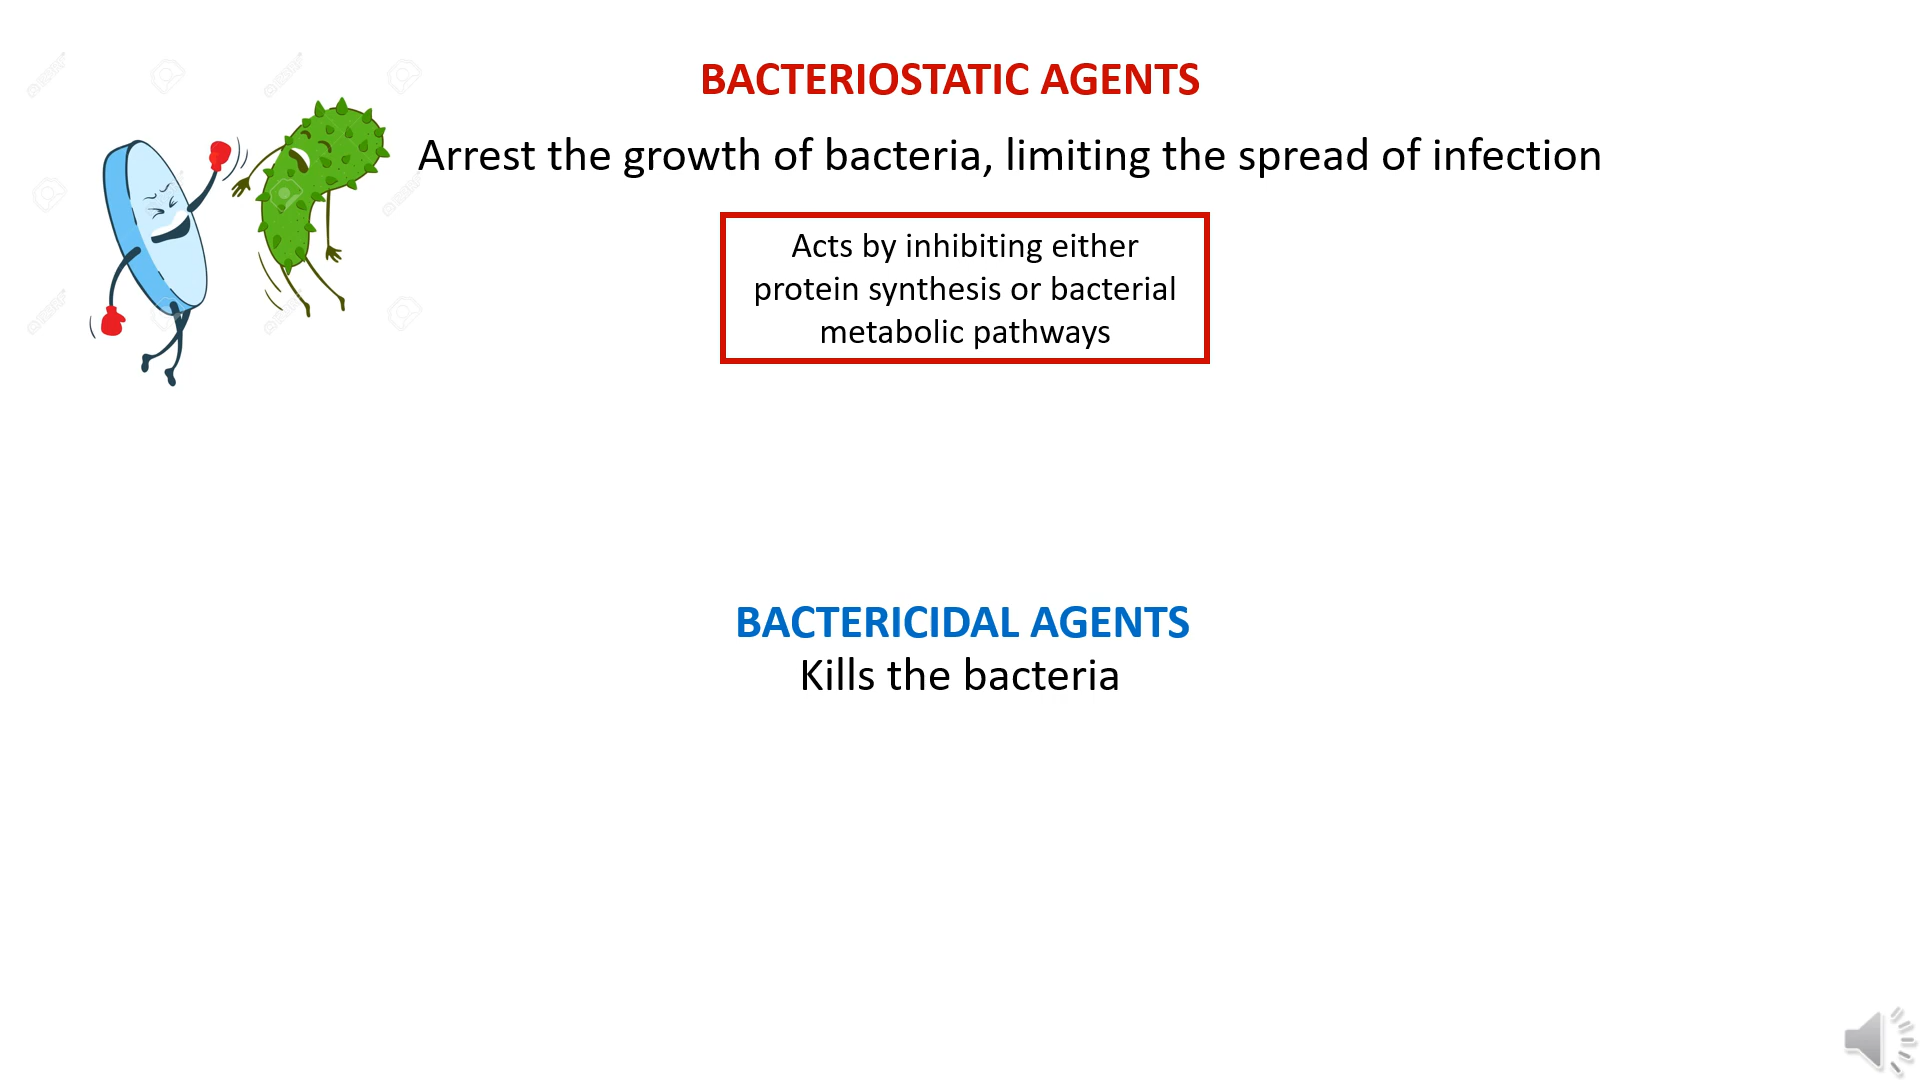 BACTERIOSTATIC AGENTS
Arrest the growth of bacteria, limiting the spread of infection
Acts by inhibiting either
protein synthesis or bacterial
metabolic pathways
BACTERICIDAL AGENTS
Kills the bacteria